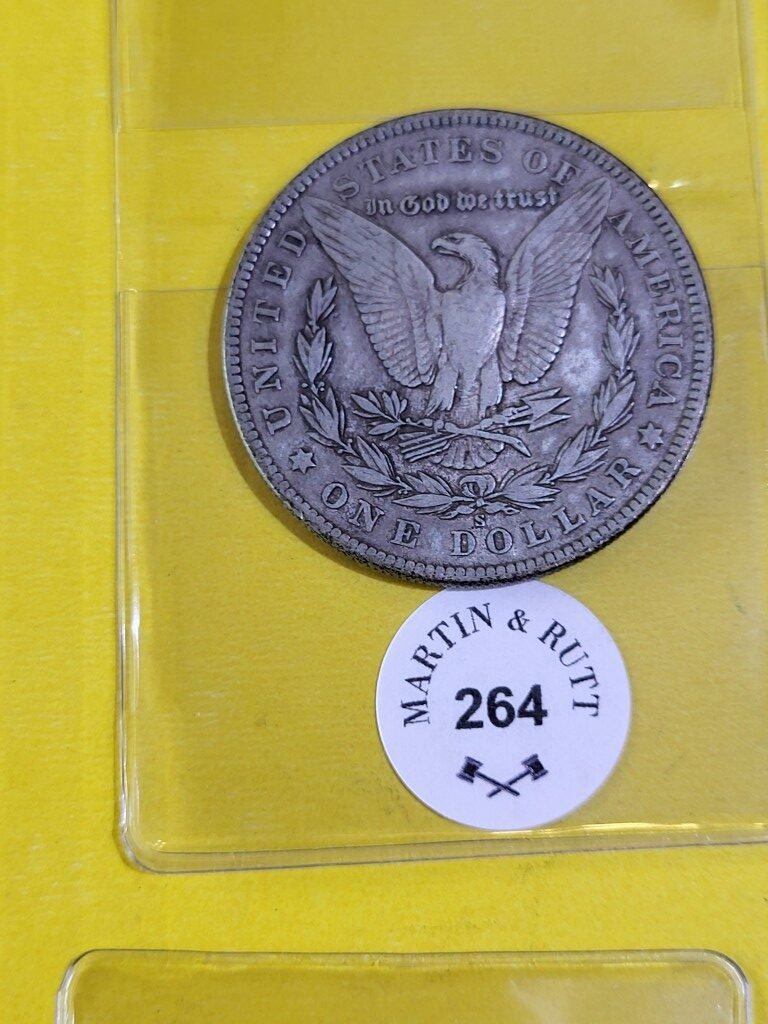 UNITED STATES OF AMERICA
In God we trust
S
ONE DOLLAR
MARTIN & RUTT
264